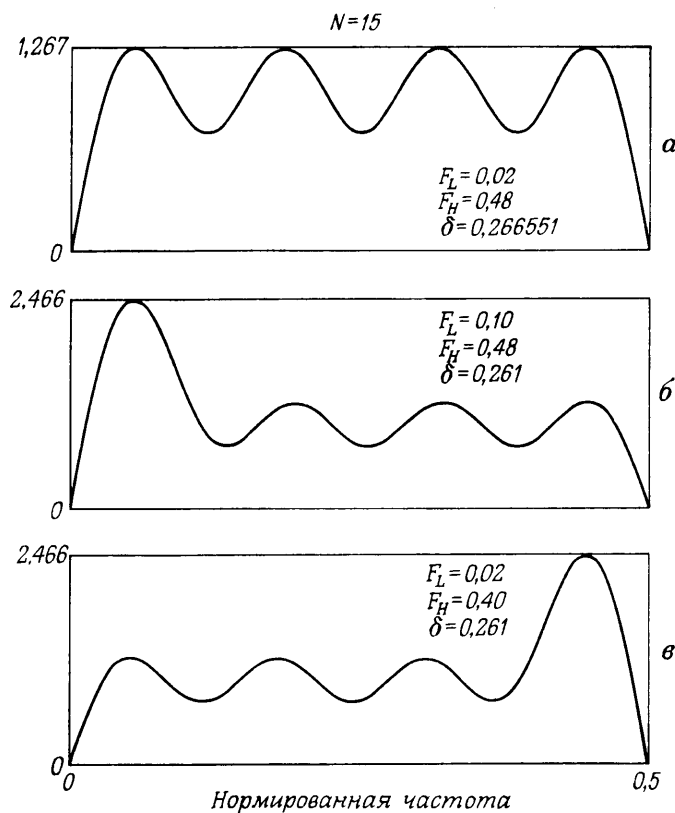 N=15
1,267
0
F_L=0,02
F_H=0,48
δ=0,266551
а
2,466
0
F_L=0,10
F_H=0,48
δ=0,261
б
2,466
0
F_L=0,02
F_H=0,40
δ=0,261
в
0
0,5
Нормированная частота